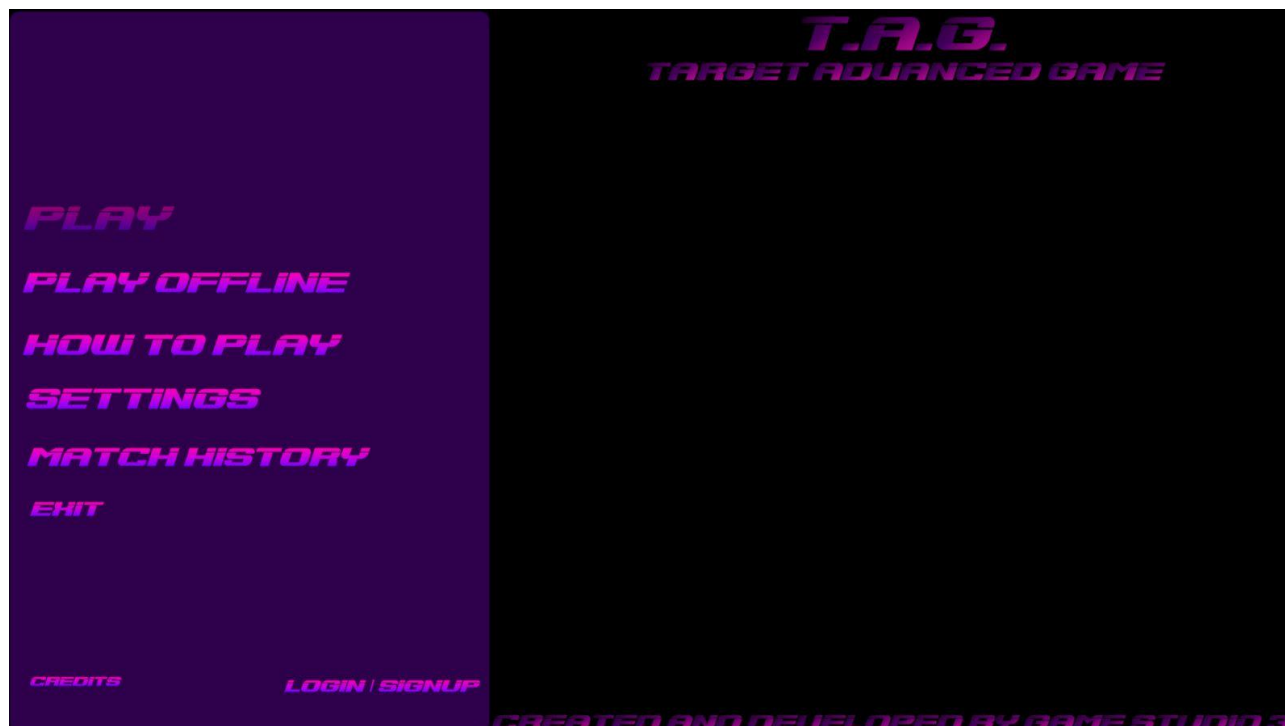 T.A.G.
TARGET ADVANCED GAME
PLAY
PLAY OFFLINE
HOW TO PLAY
SETTINGS
MATCH HISTORY
EXIT
CREDITS
LOGIN | SIGNUP
CREATED AND DEVELOPED BY GAME STUDIO